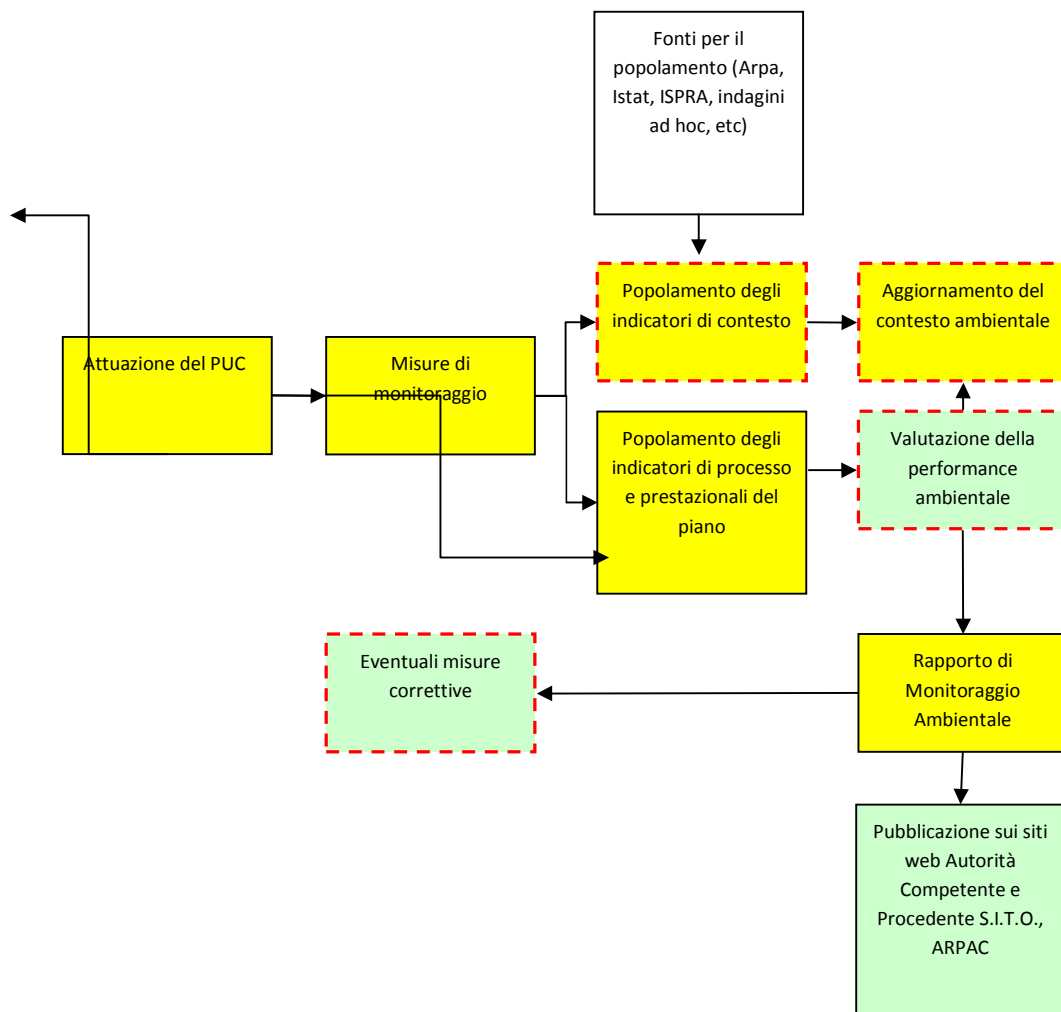 Fonti per il
popolamento (Arpa,
Istat, ISPRA, indagini
ad hoc, etc)
Popolamento degli
indicatori di contesto
Aggiornamento del
contesto ambientale
Attuazione del PUC
Misure di
monitoraggio
Popolamento degli
indicatori di processo
e prestazionali del
piano
Valutazione della
performance
ambientale
Eventuali misure
correttive
Rapporto di
Monitoraggio
Ambientale
Pubblicazione sui siti
web Autorità
Competente e
Procedente S.I.T.O.,
ARPAC